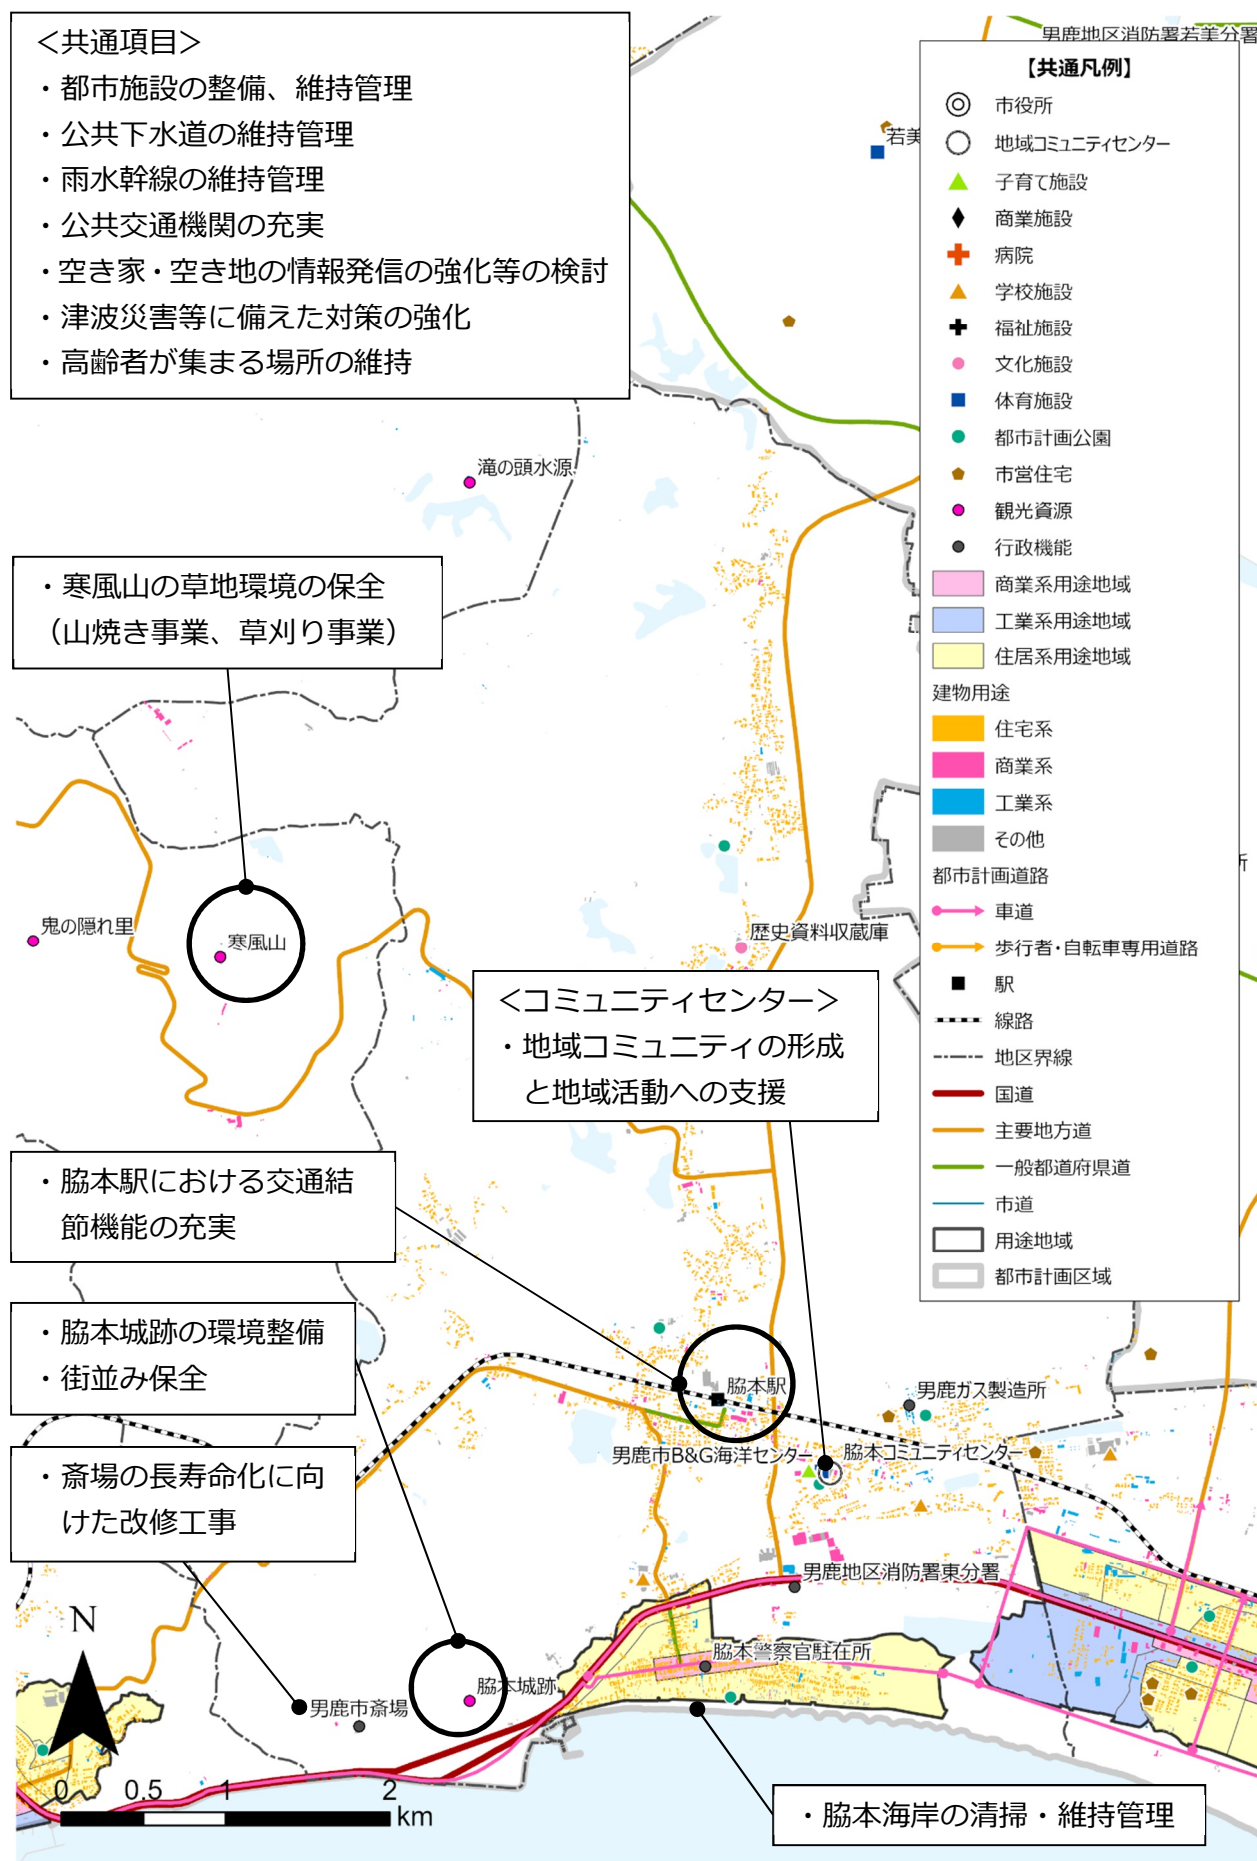 ＜共通項目＞
・都市施設の整備、維持管理
・公共下水道の維持管理
・雨水幹線の維持管理
・公共交通機関の充実
・空き家・空き地の情報発信の強化等の検討
・津波災害等に備えた対策の強化
・高齢者が集まる場所の維持
男鹿地区消防署若美分署
若美
【共通凡例】
市役所
地域コミュニティセンター
子育て施設
商業施設
病院
学校施設
福祉施設
文化施設
体育施設
都市計画公園
市営住宅
観光資源
行政機能
商業系用途地域
工業系用途地域
住居系用途地域
建物用途
住宅系
商業系
工業系
その他
都市計画道路
車道
歩行者・自転車専用道路
駅
線路
地区界線
国道
主要地方道
一般都道府県道
市道
用途地域
都市計画区域
滝の頭水源
・寒風山の草地環境の保全
（山焼き事業、草刈り事業）
鬼の隠れ里
寒風山
歴史資料収蔵庫
＜コミュニティセンター＞
・地域コミュニティの形成
と地域活動への支援
・脇本駅における交通結
節機能の充実
・脇本城跡の環境整備
・街並み保全
・斎場の長寿命化に向
けた改修工事
脇本駅
男鹿ガス製造所
男鹿市B&G海洋センター
脇本コミュニティセンター
男鹿地区消防署東分署
脇本警察官駐在所
脇本城跡
男鹿市斎場
N
0 0.5 1 2
km
・脇本海岸の清掃・維持管理